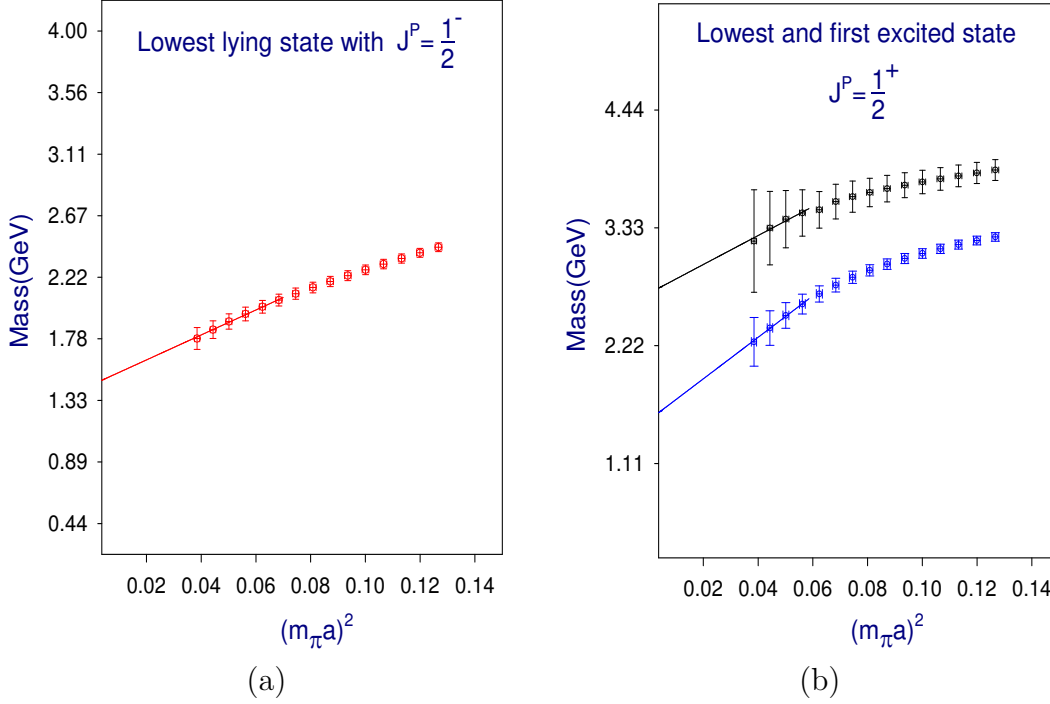 Lowest lying state with J^P = 1/2^-
Mass(GeV)
4.00
3.56
3.11
2.67
2.22
1.78
1.33
0.89
0.44
0.02 0.04 0.06 0.08 0.10 0.12 0.14
(m_π a)^2
(a)
Lowest and first excited state
J^P = 1/2^+
Mass(GeV)
4.44
3.33
2.22
1.11
0.02 0.04 0.06 0.08 0.10 0.12 0.14
(m_π a)^2
(b)